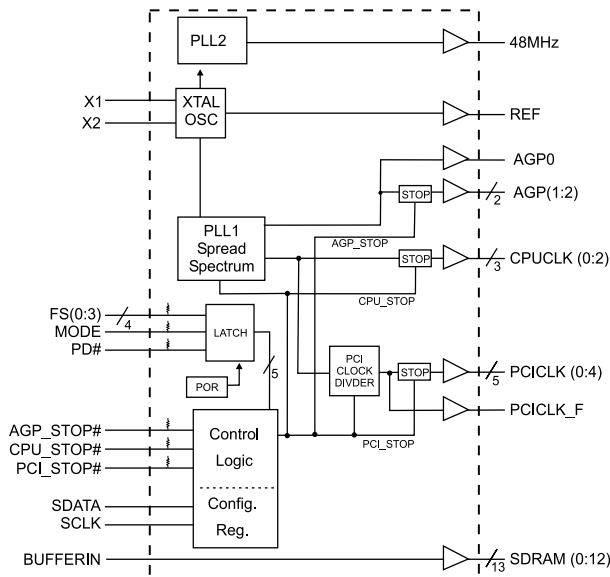 PLL2
48MHz
X1
X2
XTAL
OSC
REF
AGP0
STOP
AGP(1:2)
2
PLL1
Spread
Spectrum
AGP_STOP
STOP
CPUCLK (0:2)
3
CPU_STOP
FS(0:3)
4
MODE
PD#
LATCH
5
POR
PCI
CLOCK
DIVDER
STOP
PCICLK (0:4)
5
PCICLK_F
PCI_STOP
AGP_STOP#
CPU_STOP#
PCI_STOP#
Control
Logic
SDATA
SCLK
Config.
Reg.
BUFFERIN
SDRAM (0:12)
13